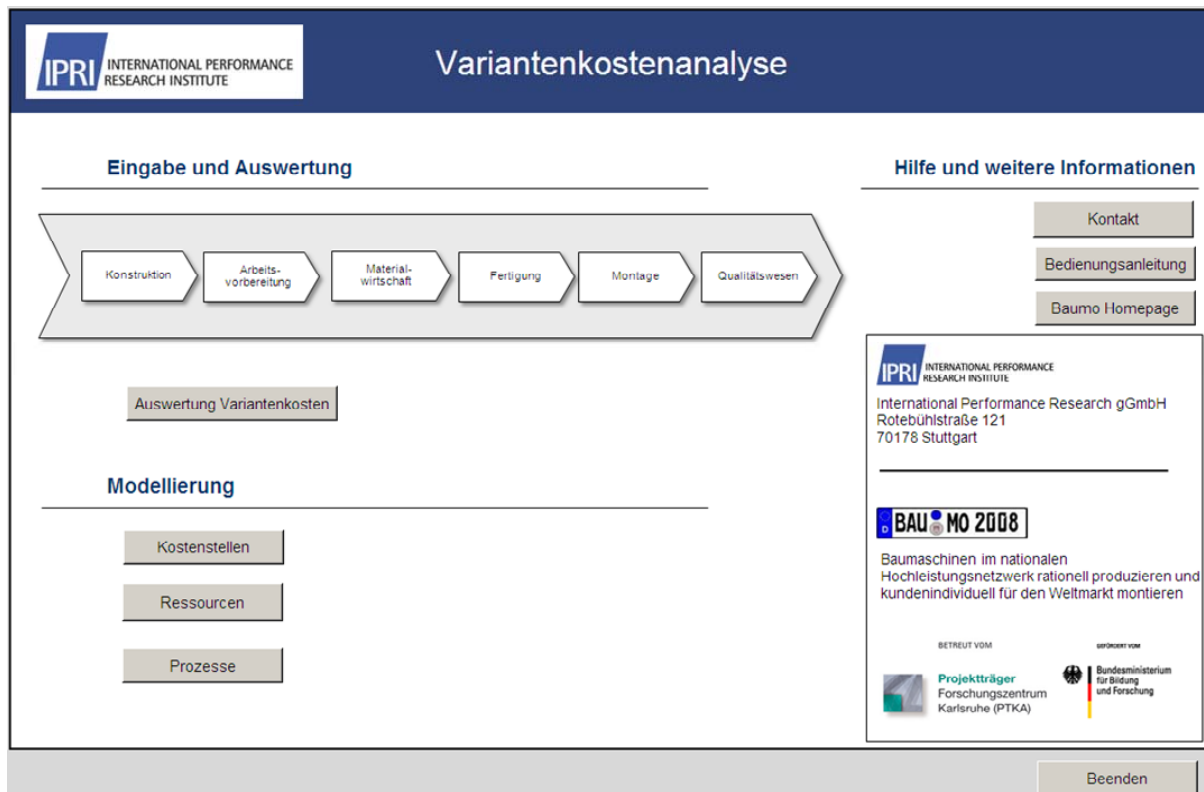 IPRI INTERNATIONAL PERFORMANCE
RESEARCH INSTITUTE
Variantenkostenanalyse
Eingabe und Auswertung
Konstruktion
Arbeits-
vorbereitung
Material-
wirtschaft
Fertigung
Montage
Qualitätswesen
Auswertung Variantenkosten
Modellierung
Kostenstellen
Ressourcen
Prozesse
Hilfe und weitere Informationen
Kontakt
Bedienungsanleitung
Baumo Homepage
IPRI INTERNATIONAL PERFORMANCE
RESEARCH INSTITUTE
International Performance Research gGmbH
Rotebühlstraße 121
70178 Stuttgart
D BAU MO 2008
Baumaschinen im nationalen
Hochleistungsnetzwerk rationell produzieren und
kundenindividuell für den Weltmarkt montieren
BETREUT VOM
Projektträger
Forschungszentrum
Karlsruhe (PTKA)
GEFÖRDERT VOM
Bundesministerium
für Bildung
und Forschung
Beenden